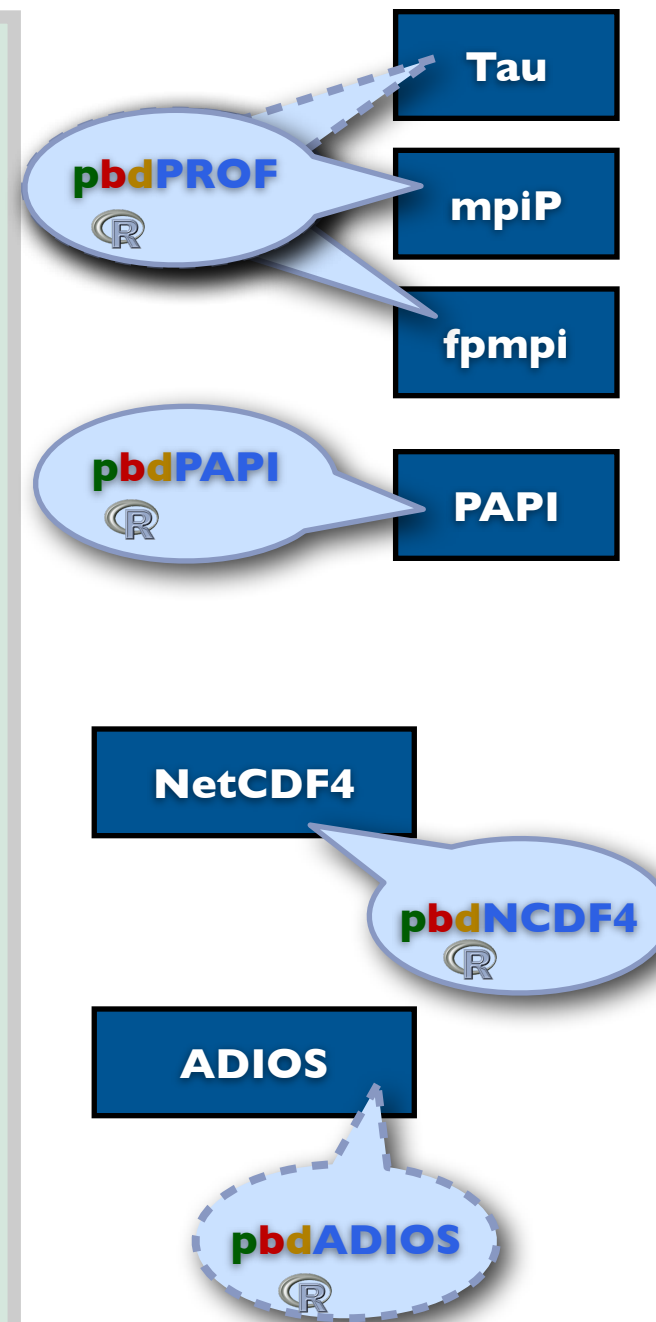 Tau
pbdPROF
R
mpiP
fpmpi
pbdPAPI
R
PAPI
NetCDF4
pbdNCDF4
R
ADIOS
pbdADIOS
R